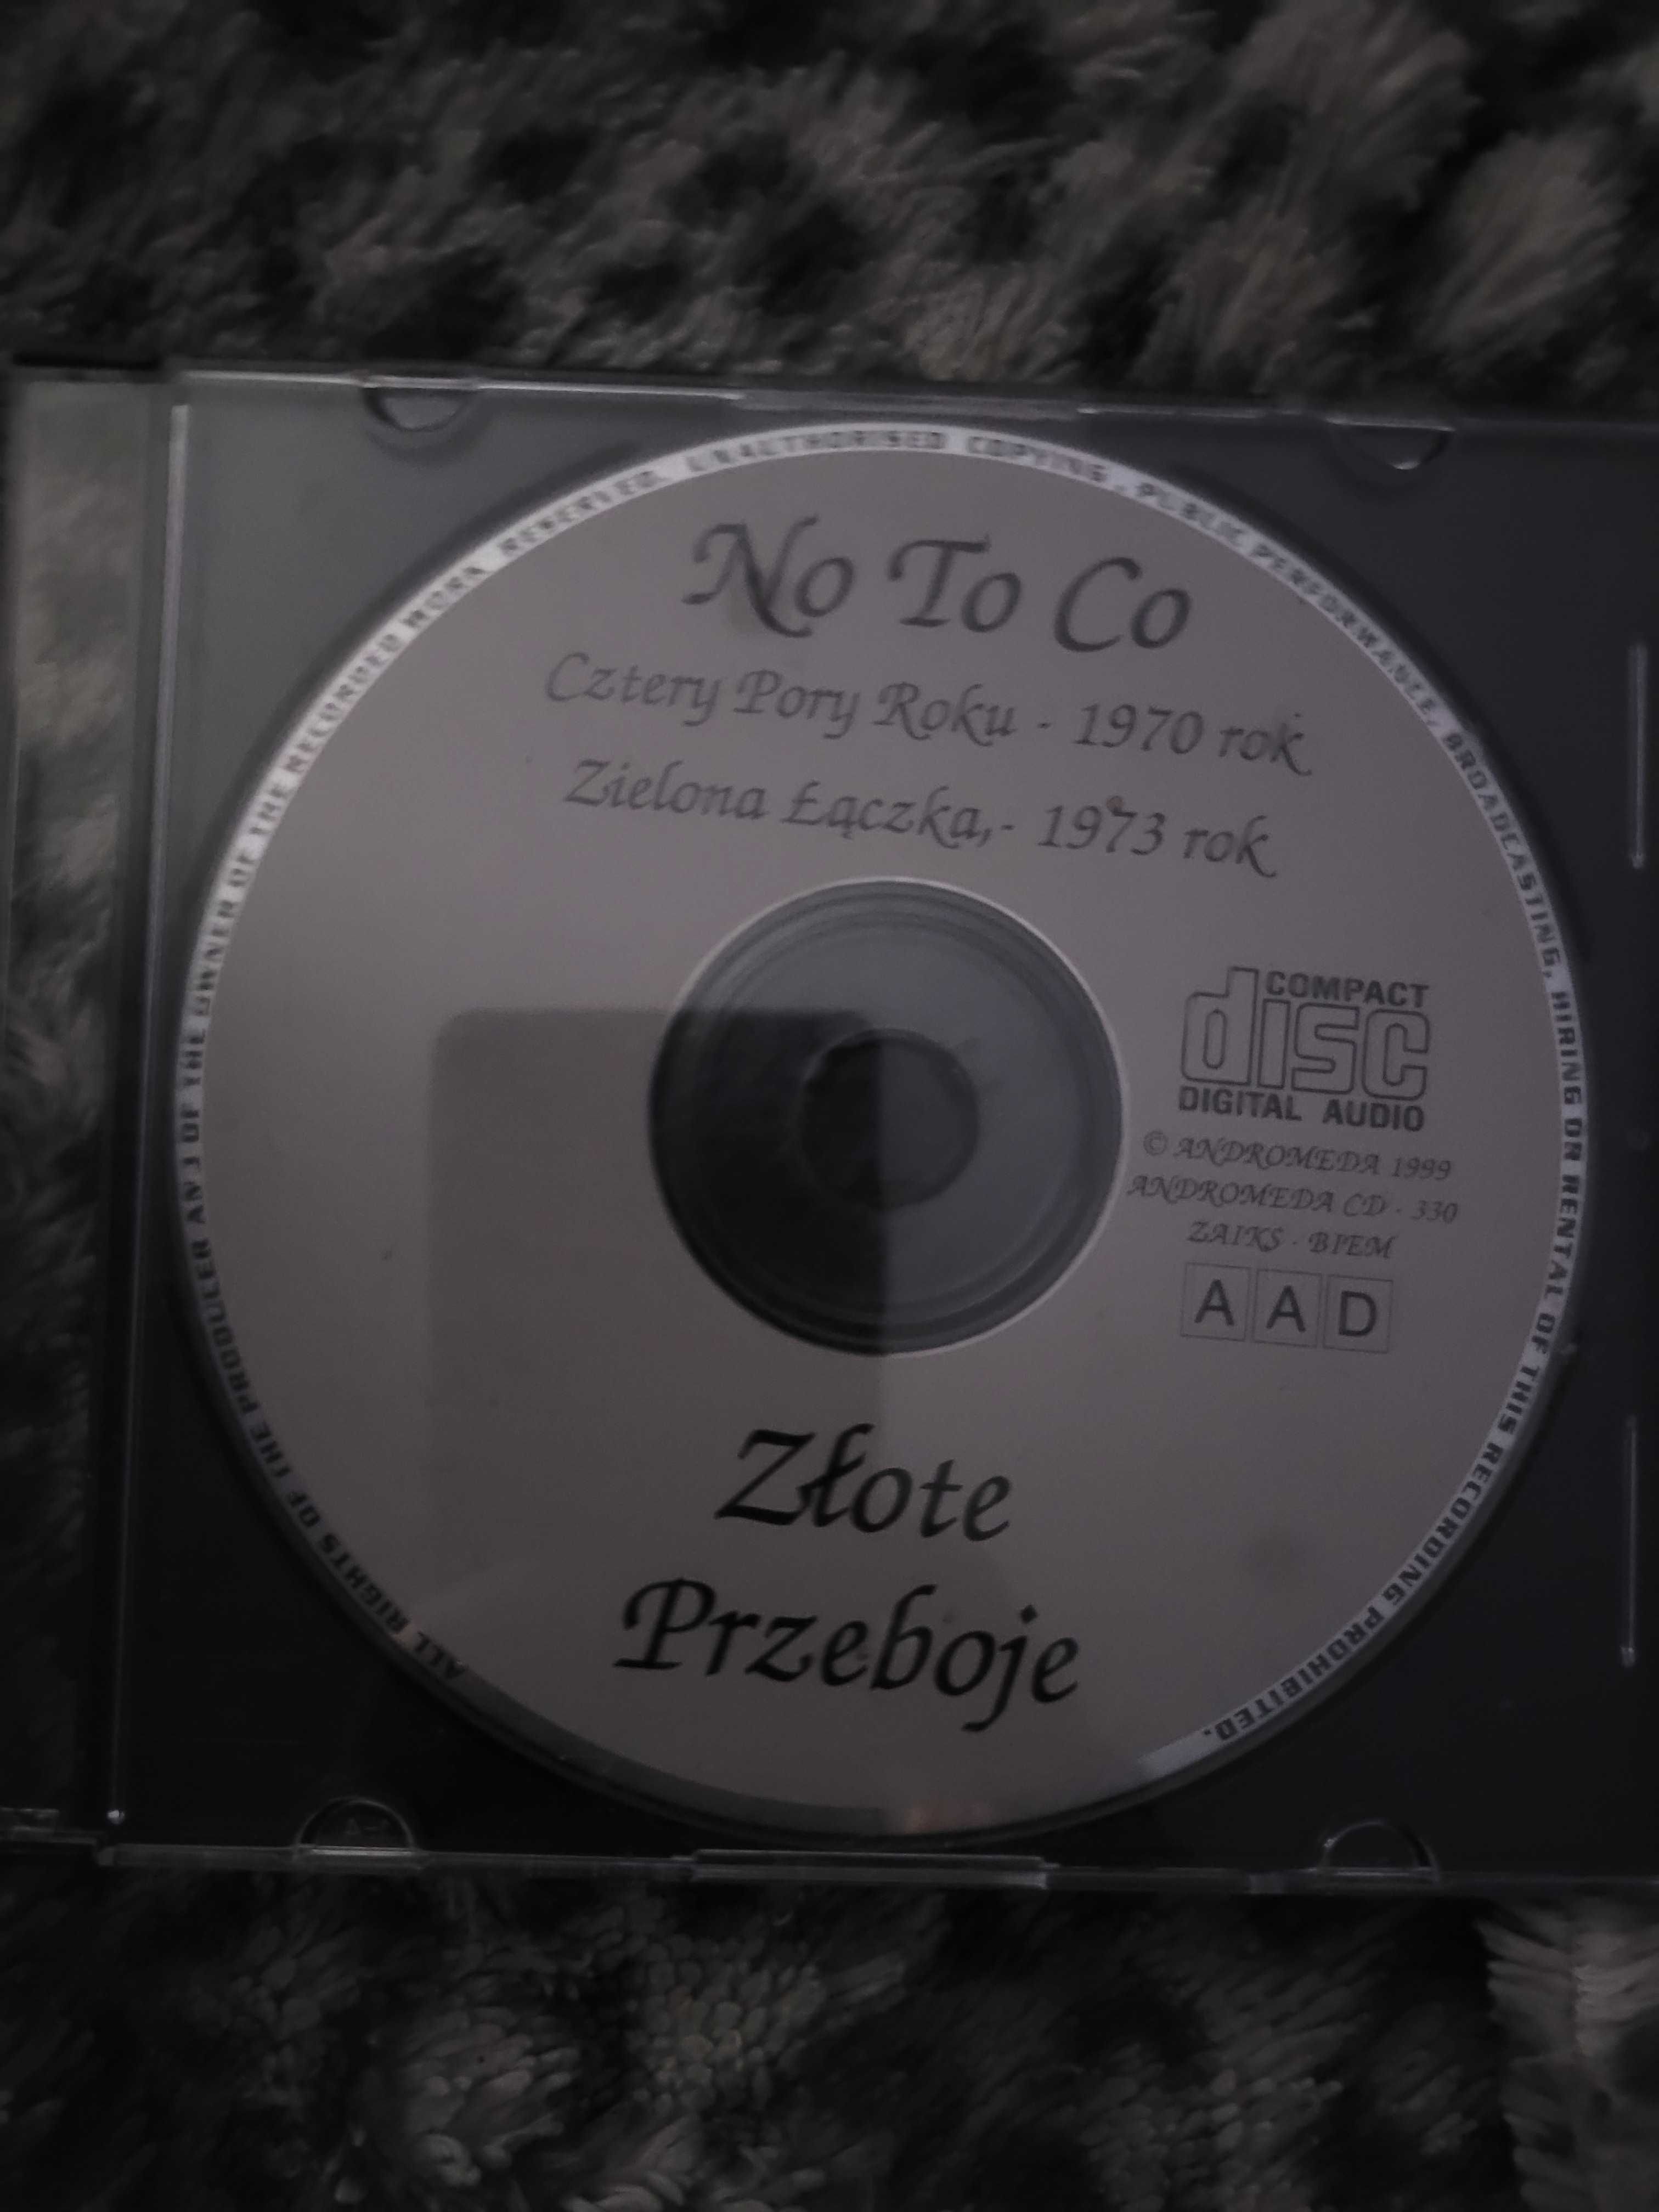 No To Co
Cztery Pory Roku - 1970 rok
Zielona Łączka,- 1973 rok
COMPACT
disc
DIGITAL AUDIO
© ANDROMEDA 1999
ANDROMEDA CD - 330
ZAIKS - BIEM
A A D
Złote
Przeboje
ALL RIGHTS OF THE PRODUCER AND OF THE OWNER OF THE RECORDED WORK RESERVED. UNAUTHORISED COPYING, PUBLIC PERFORMANCE, BROADCASTING, HIRING OR RENTAL OF THIS RECORDING PROHIBITED.